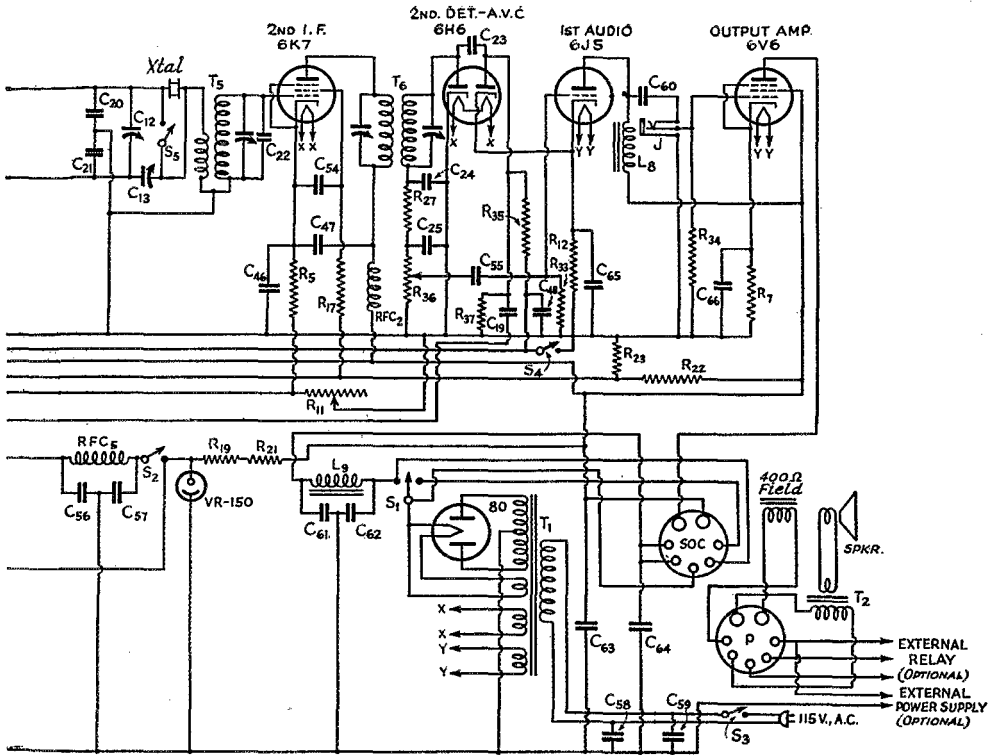 2ND I.F.
6K7
2ND. DET.-A.V.C
6H6
1ST AUDIO
6J5
OUTPUT AMP.
6V6
Xtal
T5
T6
C23
C60
C20
C12
S5
C22
C21
C13
X X
C54
C24
X
X
Y Y
V
J
L8
Y Y
R27
C47
C25
R35
R12
R34
C46
R5
R17
RFC2
R36
C55
R33
C65
C66
R7
R37
C19
C48
S4
R23
R22
R11
RFC5
S2
R19
R21
L9
S1
80
T1
400Ω
Field
C56
C57
VR-150
C61.
C62
SOC
SPKR.
T2
X
X
Y
Y
C63
C64
P
EXTERNAL
RELAY
(OPTIONAL)
EXTERNAL
POWER SUPPLY
(OPTIONAL)
C58
C59
S3
115V., A.C.